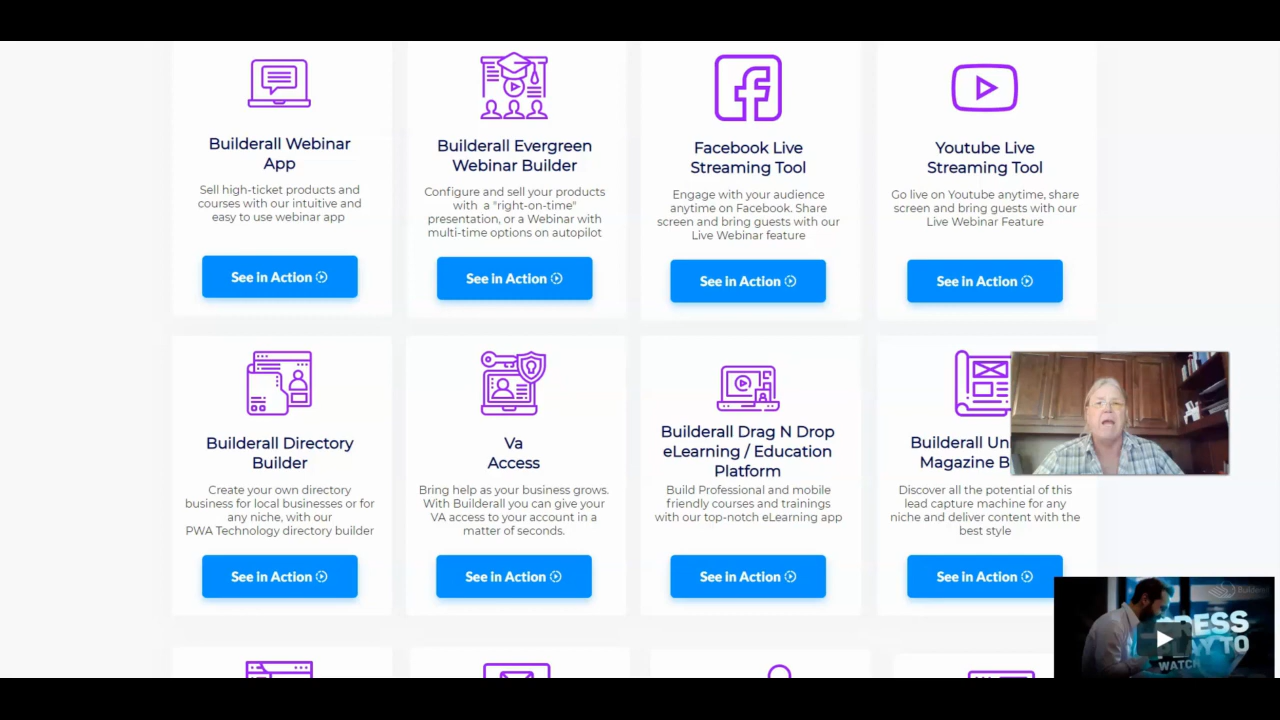 Builderall Webinar
App
Sell high-ticket products and
courses with our intuitive and
easy to use webinar app
See in Action
Builderall Evergreen
Webinar Builder
Configure and sell your products
with a "right-on-time"
presentation, or a Webinar with
multi-time options on autopilot
See in Action
Facebook Live
Streaming Tool
Engage with your audience
anytime on Facebook. Share
screen and bring guests with our
Live Webinar feature
See in Action
Youtube Live
Streaming Tool
Go live on Youtube anytime, share
screen and bring guests with our
Live Webinar Feature
See in Action
Builderall Directory
Builder
Create your own directory
business for local businesses or for
any niche, with our
PWA Technology directory builder
See in Action
Va
Access
Bring help as your business grows.
With Builderall you can give your
VA access to your account in a
matter of seconds.
See in Action
Builderall Drag N Drop
eLearning / Education
Platform
Build Professional and mobile
friendly courses and trainings
with our top-notch eLearning app
See in Action
Builderall
Magazine
Discover all the potential of this
lead capture machine for any
niche and deliver content with the
best style
See in Action
PRESS
PLAY TO
WATCH